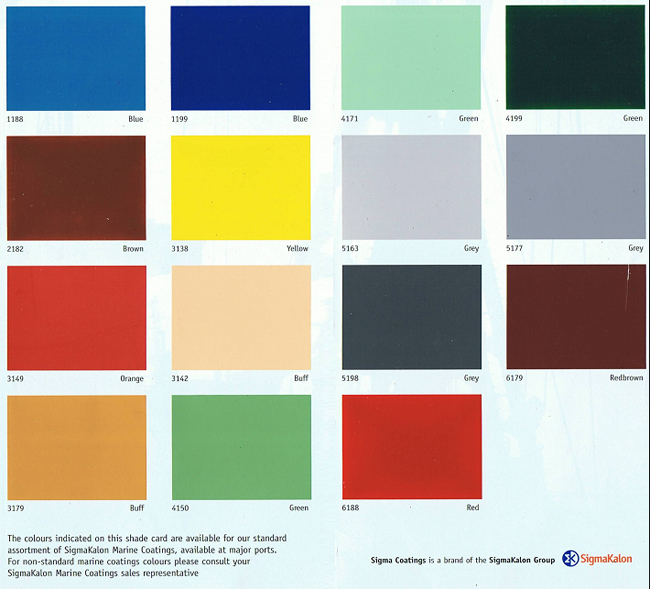 1188 Blue
1199 Blue
4171 Green
4199 Green
2182 Brown
3138 Yellow
5163 Grey
5177 Grey
3149 Orange
3142 Buff
5198 Grey
6179 Redbrown
3179 Buff
4150 Green
6188 Red
The colours indicated on this shade card are available for our standard
assortment of SigmaKalon Marine Coatings, available at major ports.
For non-standard marine coatings colours please consult your
SigmaKalon Marine Coatings sales representative
Sigma Coatings is a brand of the SigmaKalon Group
SigmaKalon